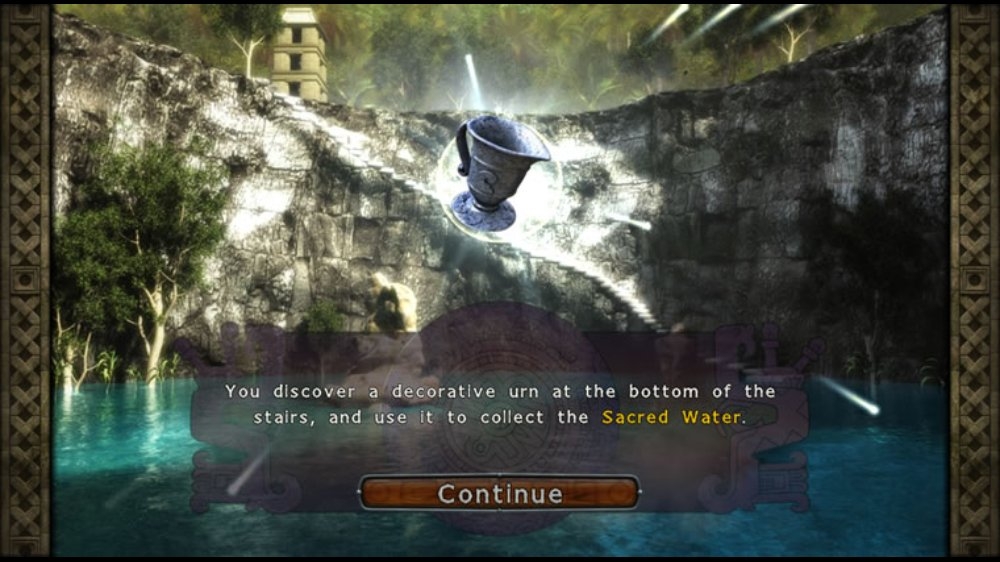 You discover a decorative urn at the bottom of the
stairs, and use it to collect the Sacred Water.
Continue